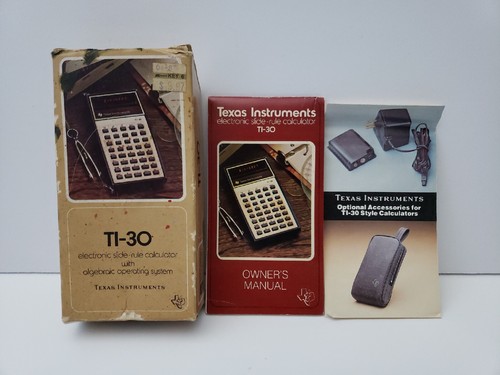 TI-30
electronic slide-rule calculator
with
algebraic operating system
TEXAS INSTRUMENTS
Texas Instruments
electronic slide-rule calculator
TI-30
OWNER'S
MANUAL
TEXAS INSTRUMENTS
Optional Accessories for
TI-30 Style Calculators